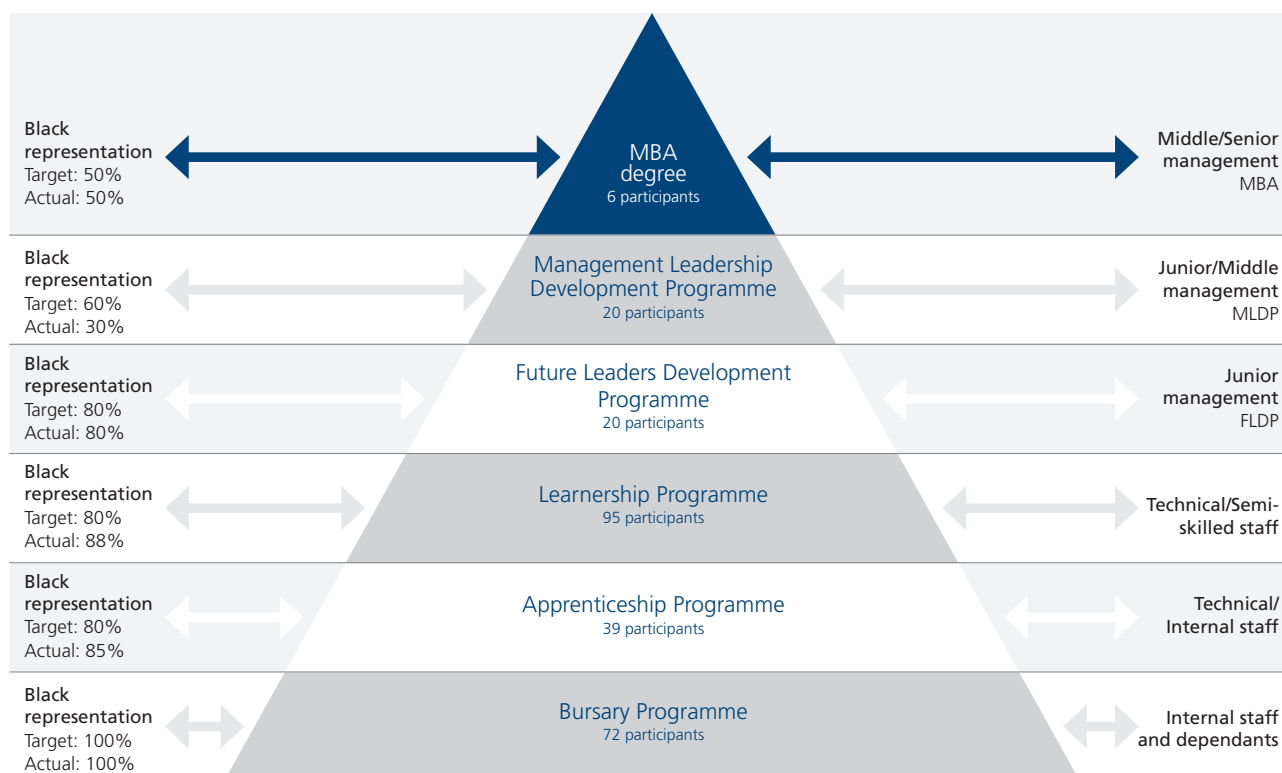 Black
representation
Target: 50%
Actual: 50%
MBA
degree
6 participants
Middle/Senior
management
MBA
Black
representation
Target: 60%
Actual: 30%
Management Leadership
Development Programme
20 participants
Junior/Middle
management
MLDP
Black
representation
Target: 80%
Actual: 80%
Future Leaders Development
Programme
20 participants
Junior
management
FLDP
Black
representation
Target: 80%
Actual: 88%
Learnership Programme
95 participants
Technical/Semi-
skilled staff
Black
representation
Target: 80%
Actual: 85%
Apprenticeship Programme
39 participants
Technical/
Internal staff
Black
representation
Target: 100%
Actual: 100%
Bursary Programme
72 participants
Internal staff
and dependants